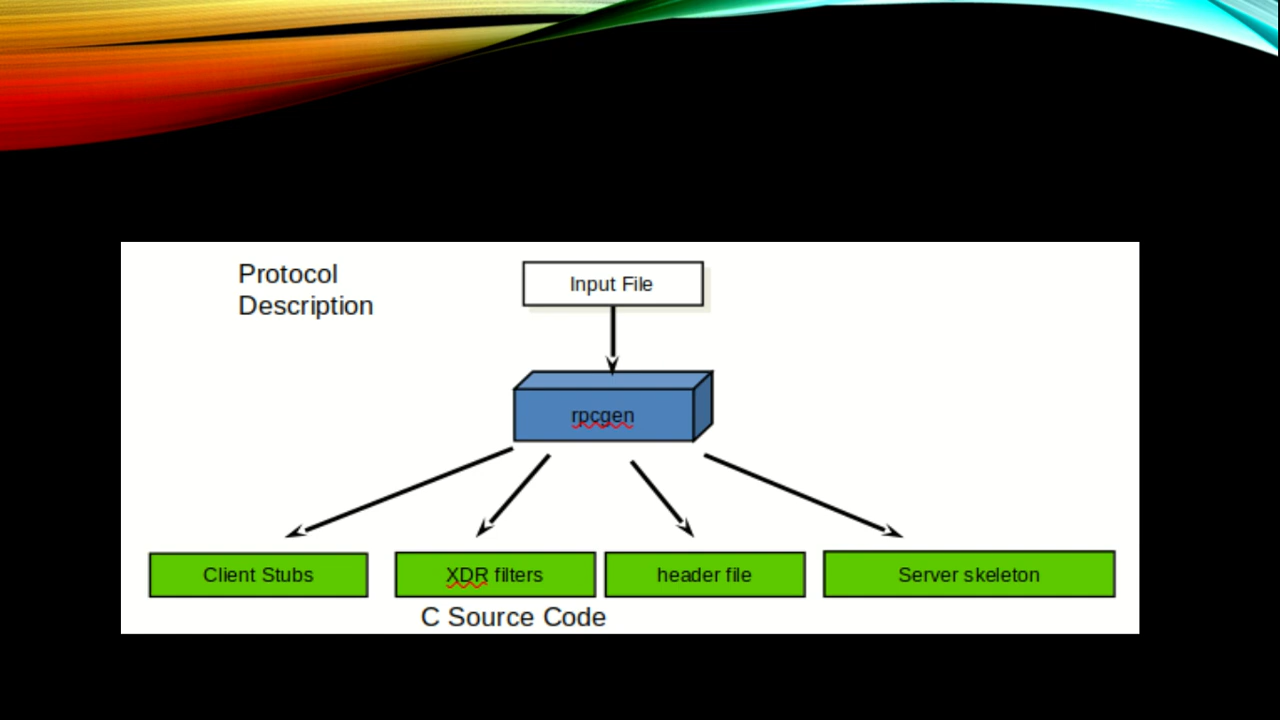 Protocol
Description
Input File
rpcgen
Client Stubs
XDR filters
header file
Server skeleton
C Source Code